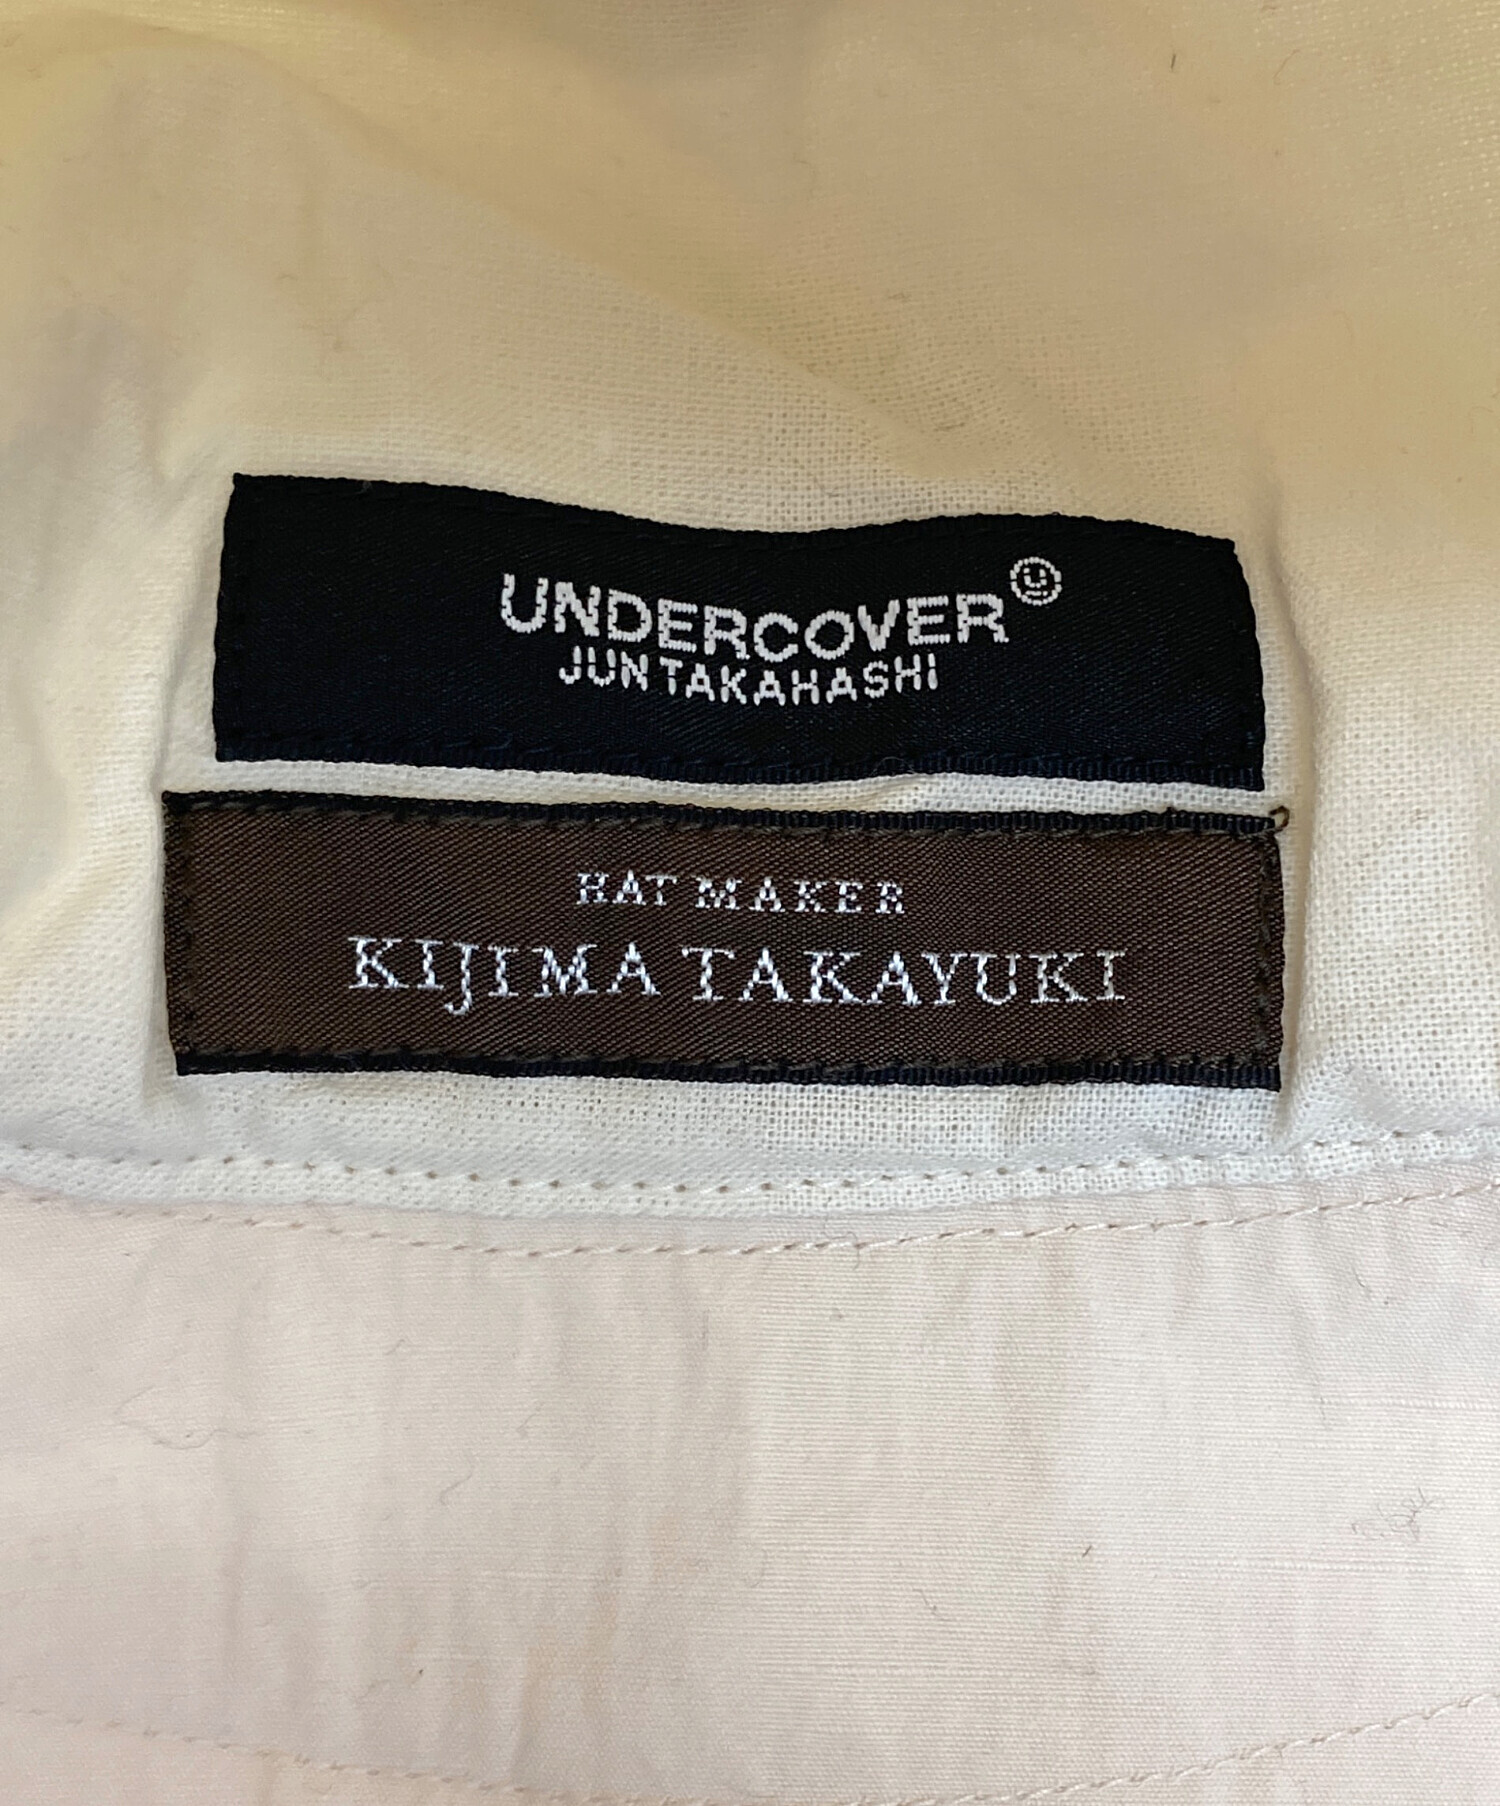 UNDERCOVER
JUN TAKAHASHI
HAT MAKER
KIJIMA TAKAYUKI